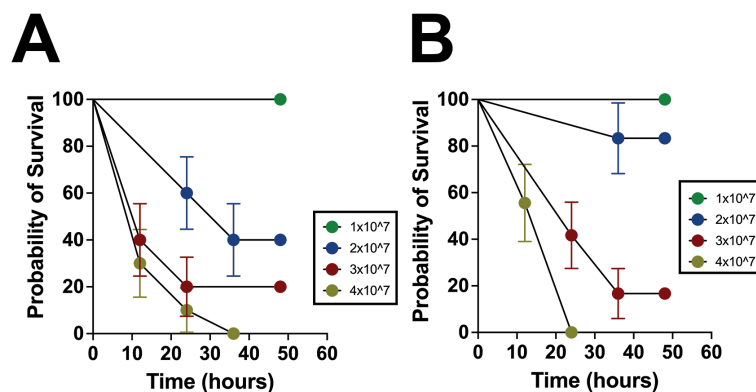 A
B
Probability of Survival
100
80
60
40
20
0
0 10 20 30 40 50 60
Time (hours)
1x10^7
2x10^7
3x10^7
4x10^7
Probability of Survival
100
80
60
40
20
0
0 10 20 30 40 50 60
Time (hours)
1x10^7
2x10^7
3x10^7
4x10^7